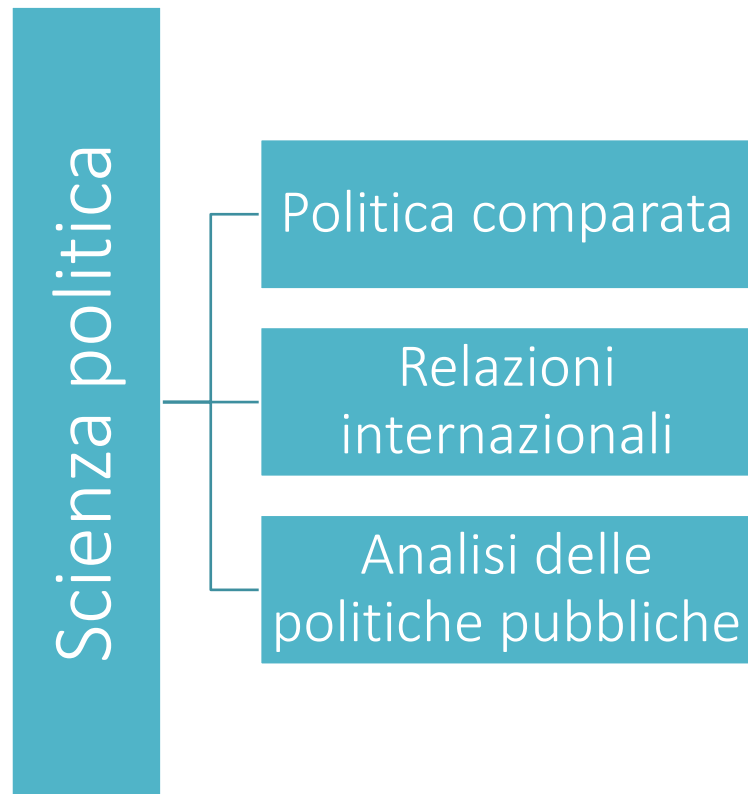 Scienza politica
Politica comparata
Relazioni
internazionali
Analisi delle
politiche pubbliche